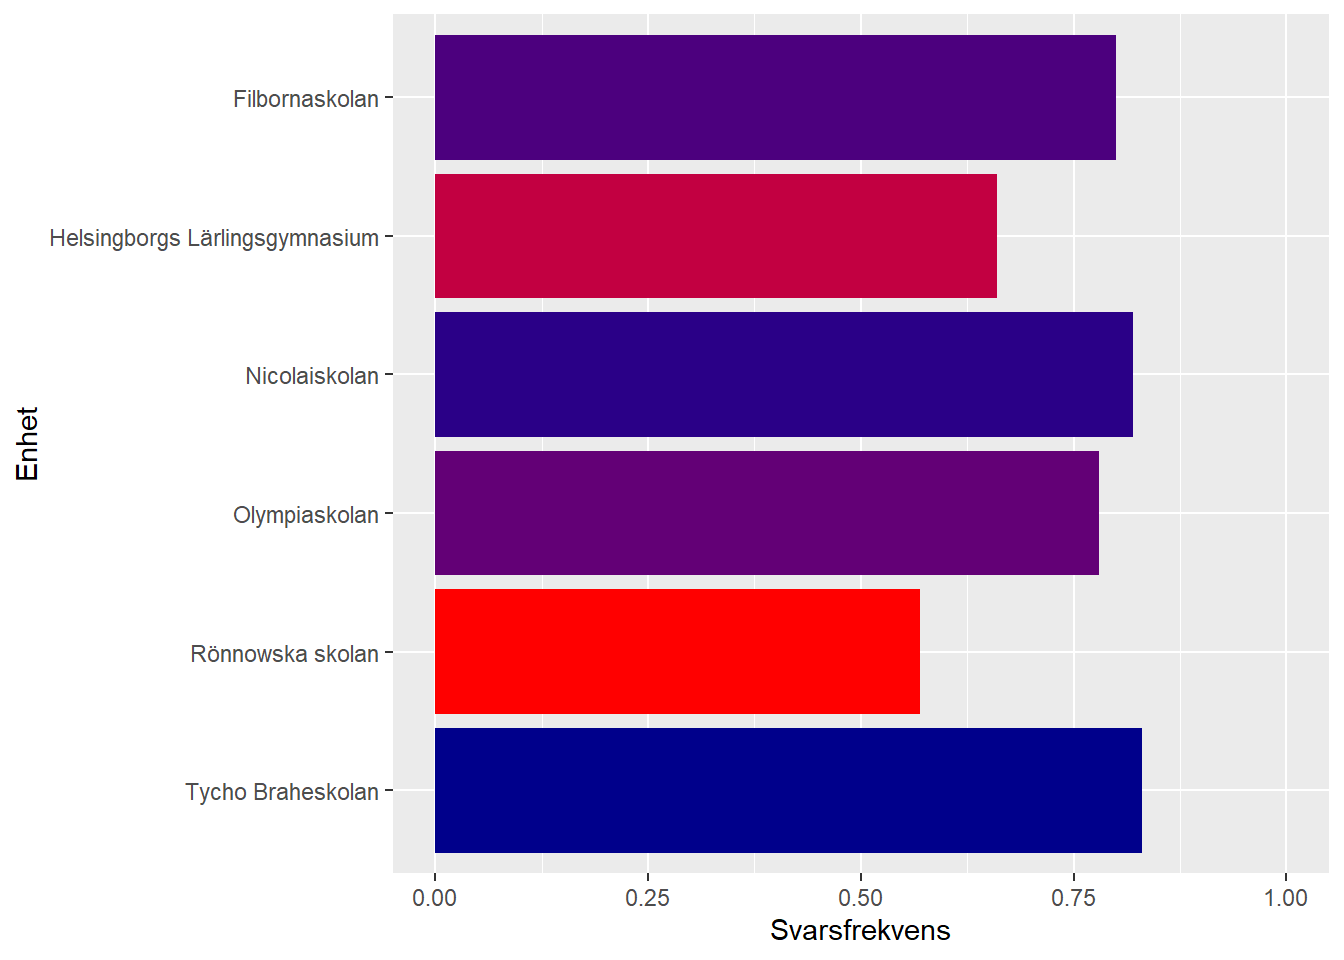 Filbornaskolan
Helsingborgs Lärlingsgymnasium
Nicolaiskolan
Enhet
Olympiaskolan
Rönnowska skolan
Tycho Braheskolan
0.00 0.25 0.50 0.75 1.00
Svarsfrekvens